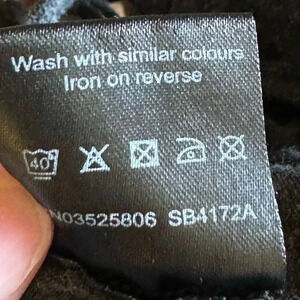 Wash with similar colours
Iron on reverse
40°
N03525806 SB4172A